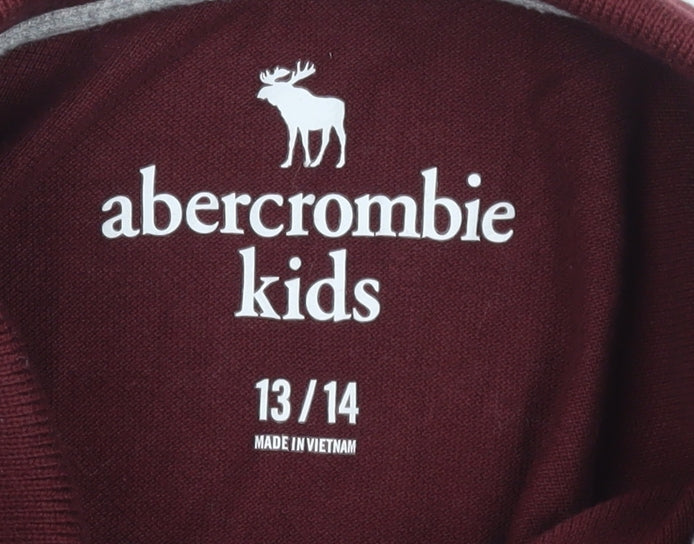 abercrombie
kids
13 / 14
MADE IN VIETNAM